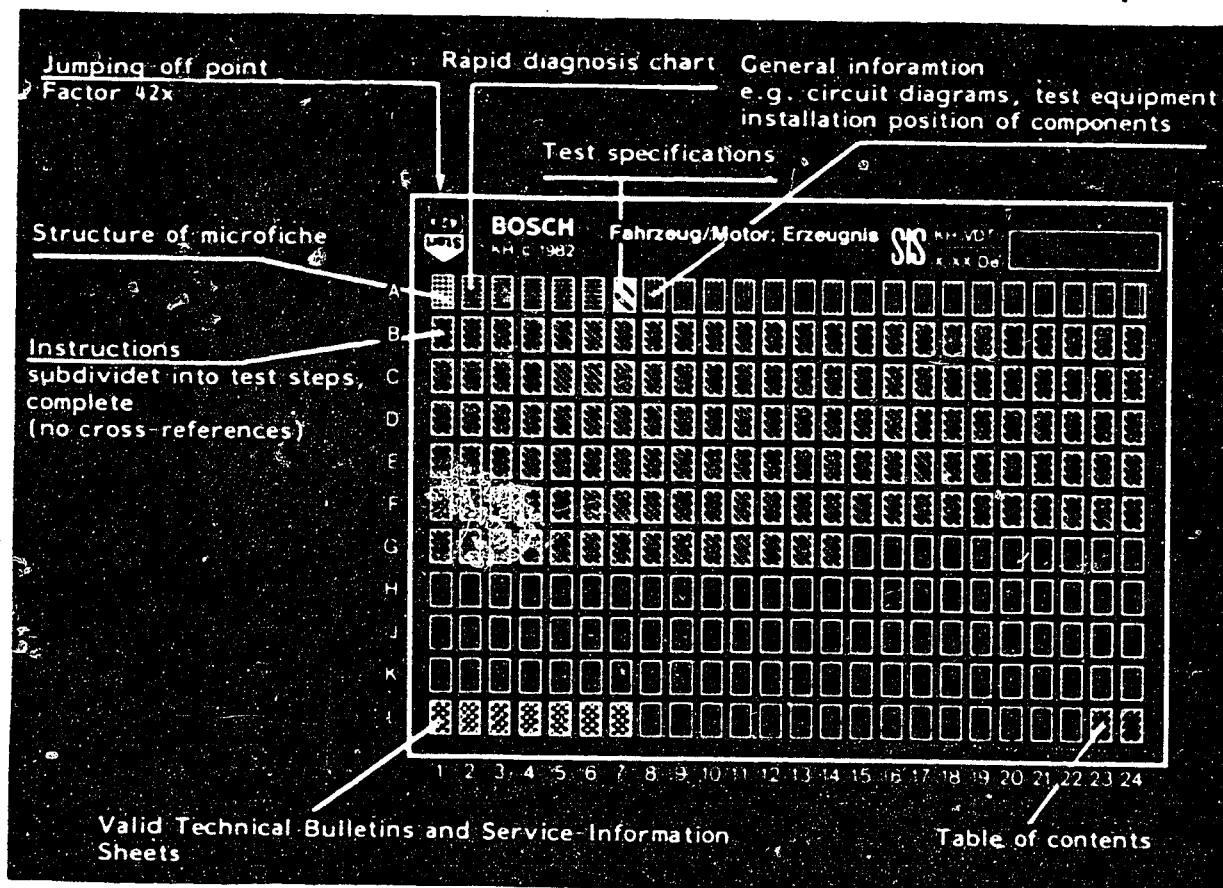 Jumping off point
Factor 42x
Rapid diagnosis chart
General inforamtion
e.g. circuit diagrams, test equipment
installation position of components
Test specifications
Structure of microfiche
BOSCH
KH c 1982
Fahrzeug/Motor: Erzeugnis
SIS
A
B
Instructions
subdividet into test steps,
complete
(no cross-references)
C
D
E
F
G
H
J
K
1 2 3 4 5 6 7 8 9 10 11 12 13 14 15 16 17 18 19 20 21 22 23 24
Valid Technical Bulletins and Service-Information
Sheets
Table of contents